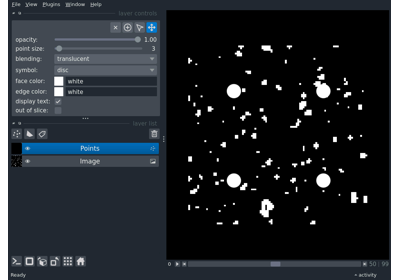 File View Plugins Window Help
layer controls
opacity: 1.00
point size: 3
blending: translucent
symbol: disc
face color: white
edge color: white
display text:
out of slice:
layer list
Points
Image
50 99
Ready
activity